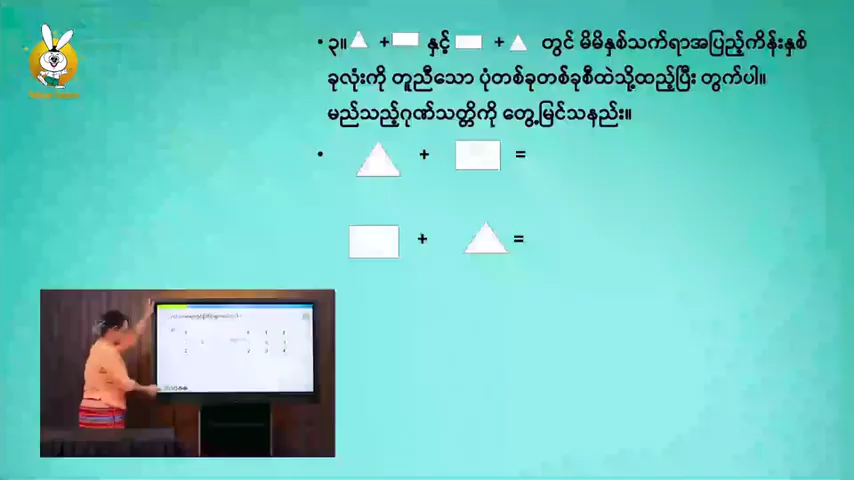 • ၃။ + နှင့် + တွင် မိမိနှစ်သက်ရာအပြည့်ကိန်းနှစ်
ခုလုံးကို တူညီသော ပုံတစ်ခုတစ်ခုစီထဲသို့ထည့်ပြီး တွက်ပါ။
မည်သည့်ဂုဏ်သတ္တိကို တွေ့မြင်သနည်း။
• + =
+ =